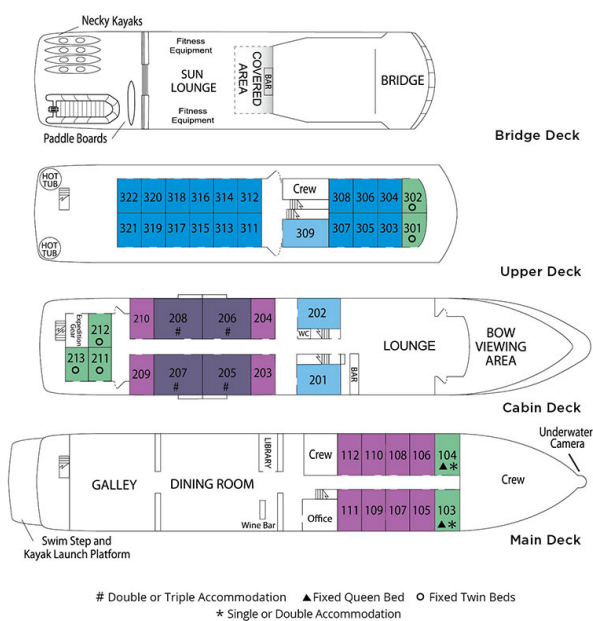 Necky Kayaks
Fitness
Equipment
SUN
LOUNGE
COVERED
AREA
BAR
BRIDGE
Fitness
Equipment
Paddle Boards
Bridge Deck
HOT
TUB
322 320 318 316 314 312
Crew
308 306 304 302
321 319 317 315 313 311
309
307 305 303 301
HOT
TUB
Upper Deck
Expedition
Gear
212
210 208 206 204
# #
202
WC
LOUNGE
BOW
VIEWING
AREA
213 211
209 207 205 203
# #
201
BAR
Cabin Deck
Underwater
Camera
LIBRARY
Crew
112 110 108 106 104
▲*
GALLEY
DINING ROOM
Crew
Wine Bar
Office
111 109 107 105 103
▲*
Main Deck
Swim Step and
Kayak Launch Platform
# Double or Triple Accommodation ▲Fixed Queen Bed O Fixed Twin Beds
* Single or Double Accommodation